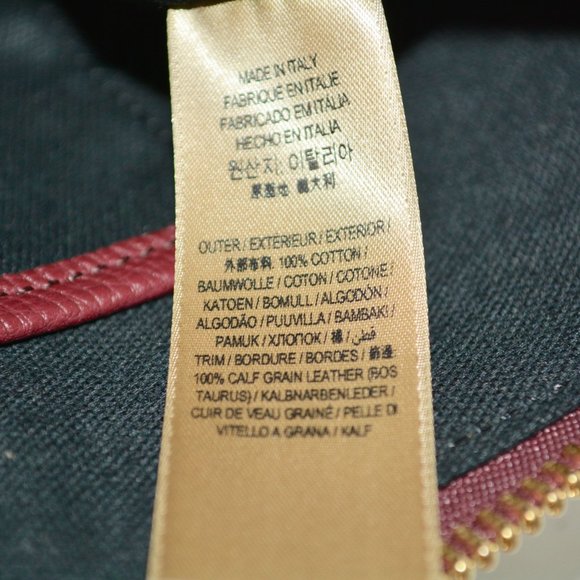 MADE IN ITALY
FABRIQUÉ EN ITALIE
FABRICADO EM ITÁLIA
HECHO EN ITALIA
원산지: 이탈리아
原產地: 義大利
OUTER / EXTERIEUR / EXTERIOR /
外部布料: 100% COTTON /
BAUMWOLLE / COTON / COTONE /
KATOEN / BOMULL / ALGODÓN /
ALGODÃO / PUUVILLA / BAMBAKI /
PAMUK / ХЛОПОК / 棉 / قطن /
TRIM / BORDURE / BORDES / 飾邊:
100% CALF GRAIN LEATHER (BOS
TAURUS) / KALBNARBENLEDER /
CUIR DE VEAU GRAINÉ / PELLE DI
VITELLO A GRANA / KALF